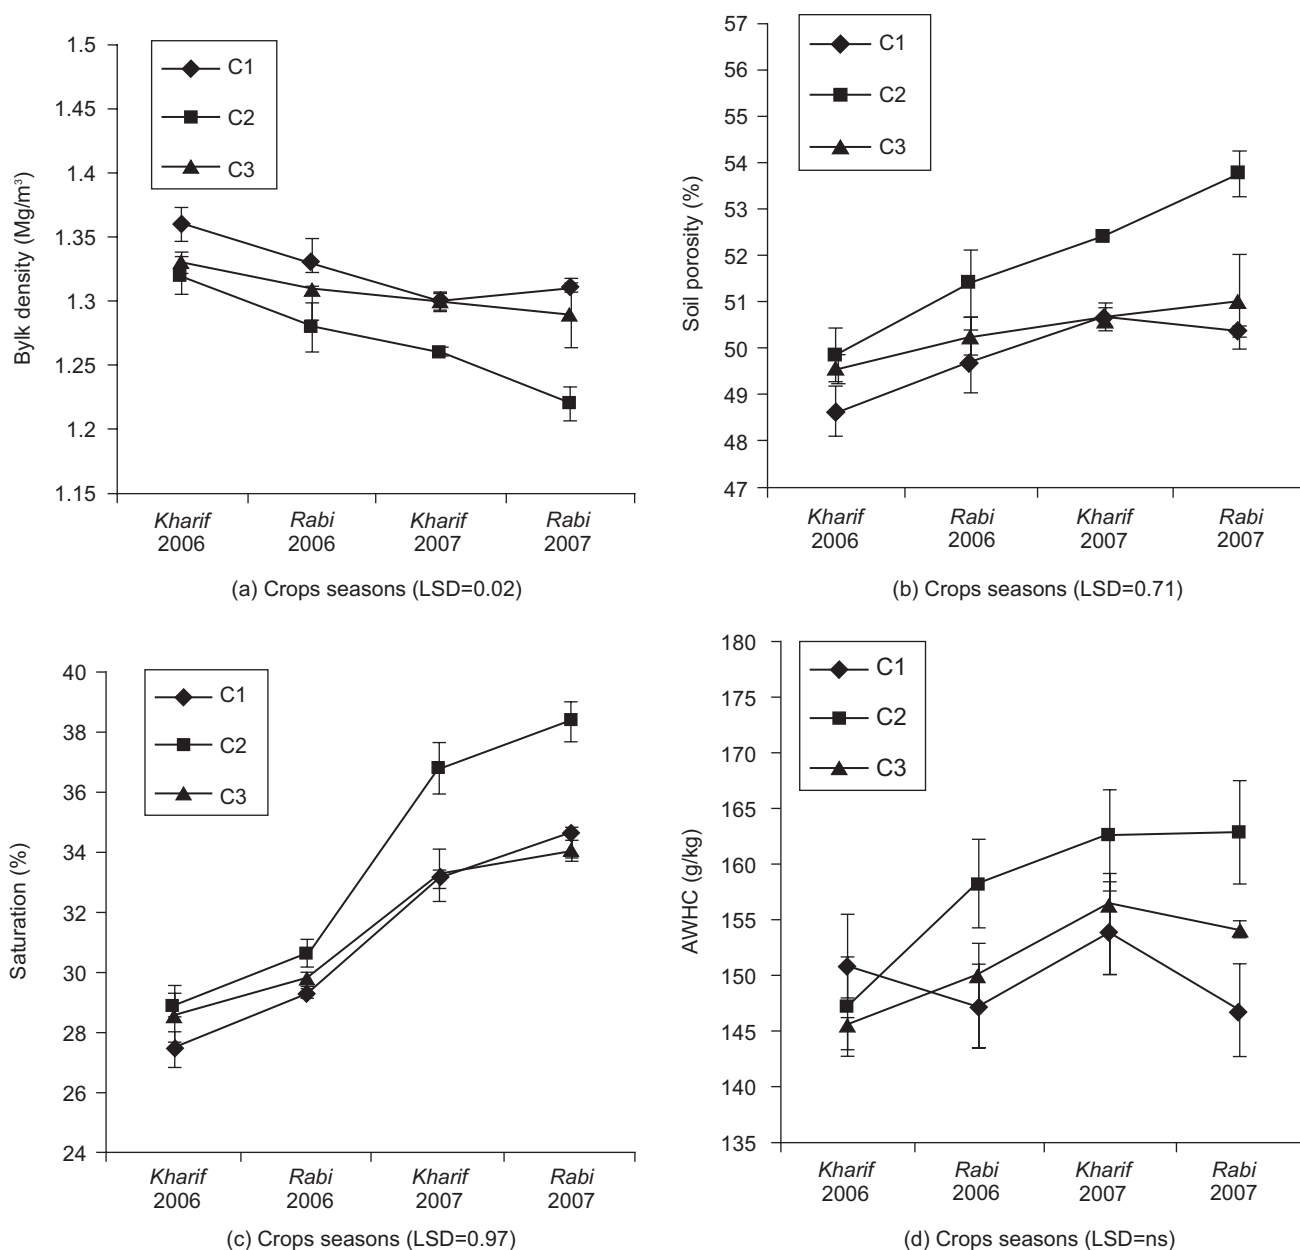 1.5
1.45
1.4
1.35
1.3
1.25
1.2
1.15
Bylk density (Mg/m³)
C1
C2
C3
Kharif 2006
Rabi 2006
Kharif 2007
Rabi 2007
(a) Crops seasons (LSD=0.02)
57
56
55
54
53
52
51
50
49
48
47
Soil porosity (%)
C1
C2
C3
Kharif 2006
Rabi 2006
Kharif 2007
Rabi 2007
(b) Crops seasons (LSD=0.71)
40
38
36
34
32
30
28
26
24
Saturation (%)
C1
C2
C3
Kharif 2006
Rabi 2006
Kharif 2007
Rabi 2007
(c) Crops seasons (LSD=0.97)
180
175
170
165
160
155
150
145
140
135
AWHC (g/kg)
C1
C2
C3
Kharif 2006
Rabi 2006
Kharif 2007
Rabi 2007
(d) Crops seasons (LSD=ns)